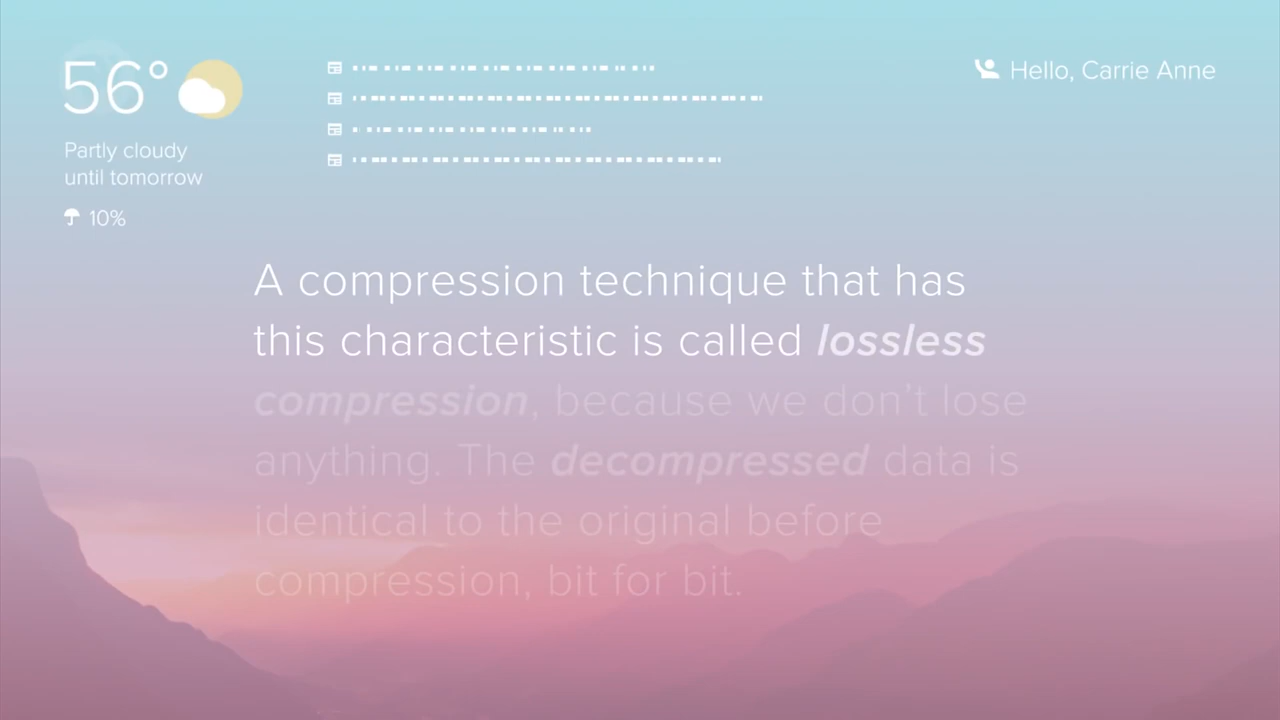 56°
Partly cloudy
until tomorrow
10%
Hello, Carrie Anne
A compression technique that has
this characteristic is called lossless
compression, because we don't lose
anything. The decompressed data is
identical to the original before
compression, bit for bit.